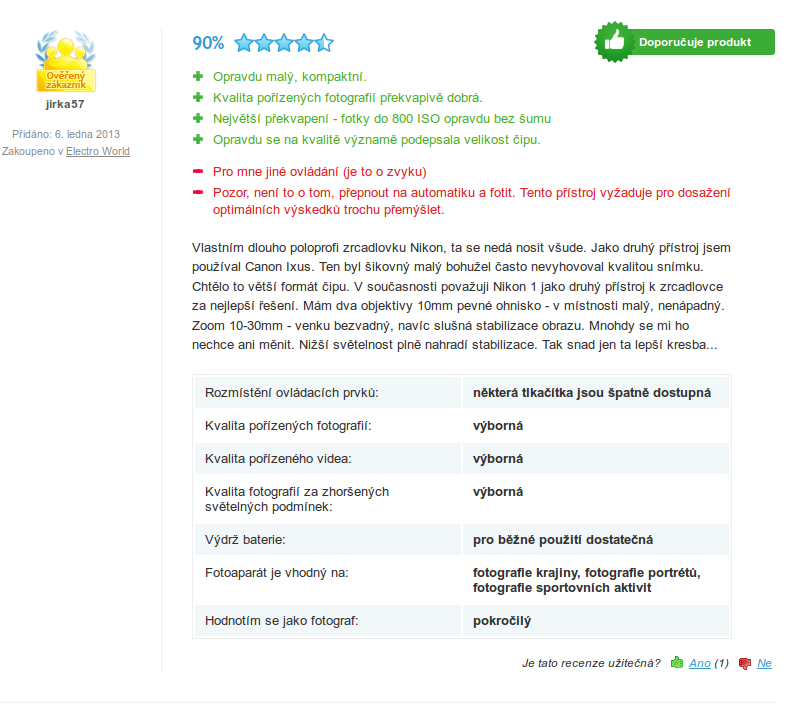 Ověřený
zákazník
jirka57
Přidáno: 6. ledna 2013
Zakoupeno v Electro World
90%
Doporučuje produkt
Opravdu malý, kompaktní.
Kvalita pořízených fotografií překvapivě dobrá.
Největší překvapení - fotky do 800 ISO opravdu bez šumu
Opravdu se na kvalitě významě podepsala velikost čipu.
Pro mne jiné ovládání (je to o zvyku)
Pozor, není to o tom, přepnout na automatiku a fotit. Tento přístroj vyžaduje pro dosažení
optimálních výskedků trochu přemýšlet.
Vlastním dlouho poloprofi zrcadlovku Nikon, ta se nedá nosit všude. Jako druhý přístroj jsem
používal Canon Ixus. Ten byl šikovný malý bohužel často nevyhovoval kvalitou snímku.
Chtělo to větší formát čipu. V současnosti považuji Nikon 1 jako druhý přístroj k zrcadlovce
za nejlepší řešení. Mám dva objektivy 10mm pevné ohnisko - v místnosti malý, nenápadný.
Zoom 10-30mm - venku bezvadný, navíc slušná stabilizace obrazu. Mnohdy se mi ho
nechce ani měnit. Nižší světelnost plně nahradí stabilizace. Tak snad jen ta lepší kresba...
Rozmístění ovládacích prvků: některá tlkačítka jsou špatně dostupná
Kvalita pořízených fotografií: výborná
Kvalita pořízeného videa: výborná
Kvalita fotografií za zhoršených výborná
světelných podmínek:
Výdrž baterie: pro běžné použití dostatečná
Fotoaparát je vhodný na: fotografie krajiny, fotografie portrétů,
fotografie sportovních aktivit
Hodnotím se jako fotograf: pokročilý
Je tato recenze užitečná? Ano (1) Ne